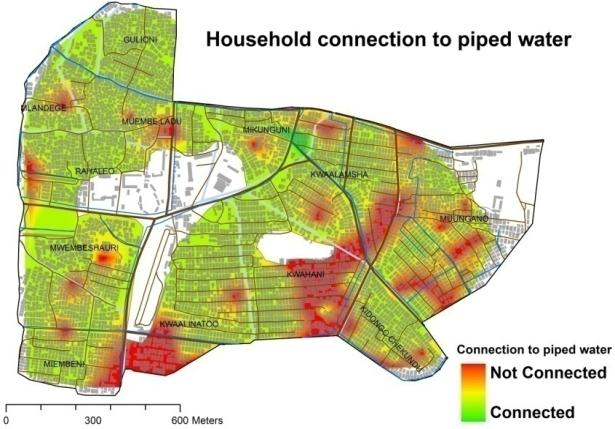 Household connection to piped water
GULIONI
MLANDEGE
MUEMBE LADU
MIKUNGUNI
RAHALEO
KWAALAMSHA
MUUNGANO
MWEMBESHAURI
KWAHANI
KWAALINATOO
KIDONGO CHEKUNDU
MIEMBENI
Connection to piped water
Not Connected
Connected
0 300 600 Meters